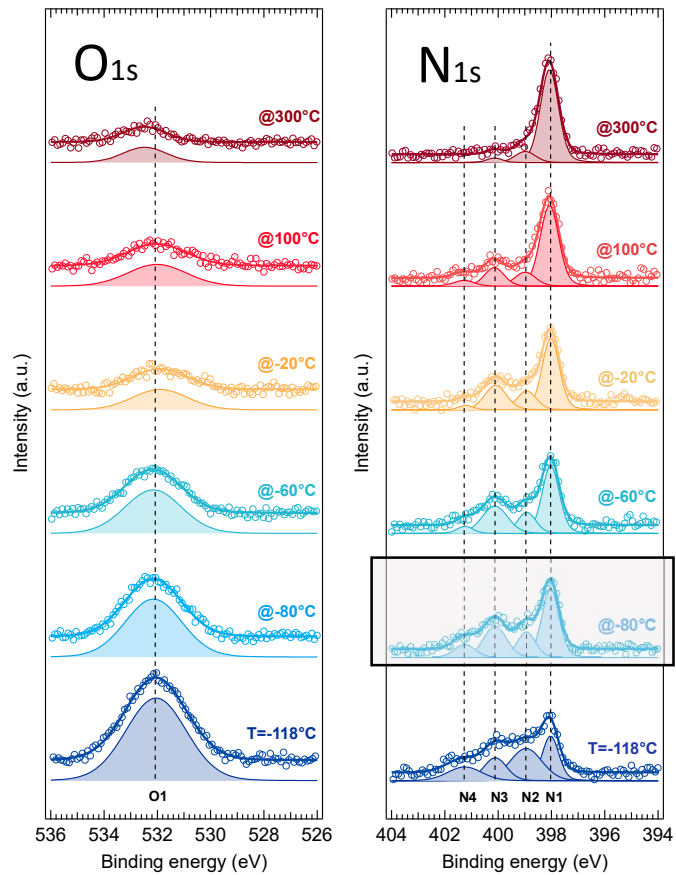 O1s
@300°C
@100°C
@-20°C
@-60°C
@-80°C
T=-118°C
O1
Intensity (a.u.)
536 534 532 530 528 526
Binding energy (eV)
N1s
@300°C
@100°C
@-20°C
@-60°C
@-80°C
T=-118°C
N4 N3 N2 N1
Intensity (a.u.)
404 402 400 398 396 394
Binding energy (eV)